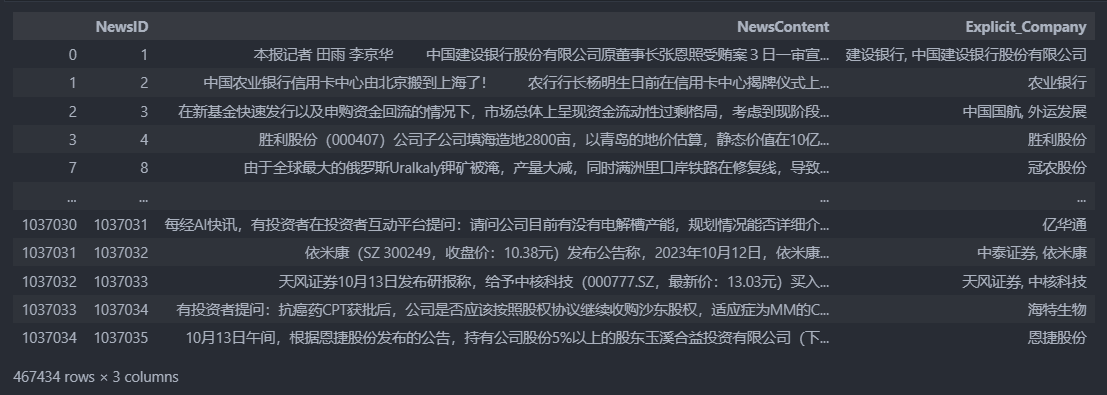 NewsID NewsContent Explicit_Company
0 1 本报记者 田雨 李京华 中国建设银行股份有限公司原董事长张恩照受贿案３日一审宣... 建设银行, 中国建设银行股份有限公司
1 2 中国农业银行信用卡中心由北京搬到上海了！ 农行行长杨明生日前在信用卡中心揭牌仪式上... 农业银行
2 3 在新基金快速发行以及申购资金回流的情况下，市场总体上呈现资金流动性过剩格局，考虑到现阶段... 中国国航, 外运发展
3 4 胜利股份（000407）公司子公司填海造地2800亩，以青岛的地价估算，静态价值在10亿... 胜利股份
7 8 由于全球最大的俄罗斯Uralkaly钾矿被淹，产量大减，同时满洲里口岸铁路在修复线，导致... 冠农股份
... ... ... ...
1037030 1037031 每经AI快讯，有投资者在投资者互动平台提问：请问公司目前有没有电解槽产能，规划情况能否详细介... 亿华通
1037031 1037032 依米康（SZ 300249，收盘价：10.38元）发布公告称，2023年10月12日，依米康... 中泰证券, 依米康
1037032 1037033 天风证券10月13日发布研报称，给予中核科技（000777.SZ，最新价：13.03元）买入... 天风证券, 中核科技
1037033 1037034 有投资者提问：抗癌药CPT获批后，公司是否应该按照股权协议继续收购沙东股权，适应症为MM的C... 海特生物
1037034 1037035 10月13日午间，根据恩捷股份发布的公告，持有公司股份5%以上的股东玉溪合益投资有限公司（下... 恩捷股份
467434 rows × 3 columns